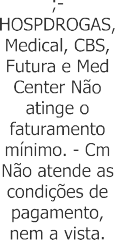 ;-
HOSPDROGAS,
Medical, CBS,
Futura e Med
Center Não
atinge o
faturamento
mínimo. - Cm
Não atende as
condições de
pagamento,
nem a vista.